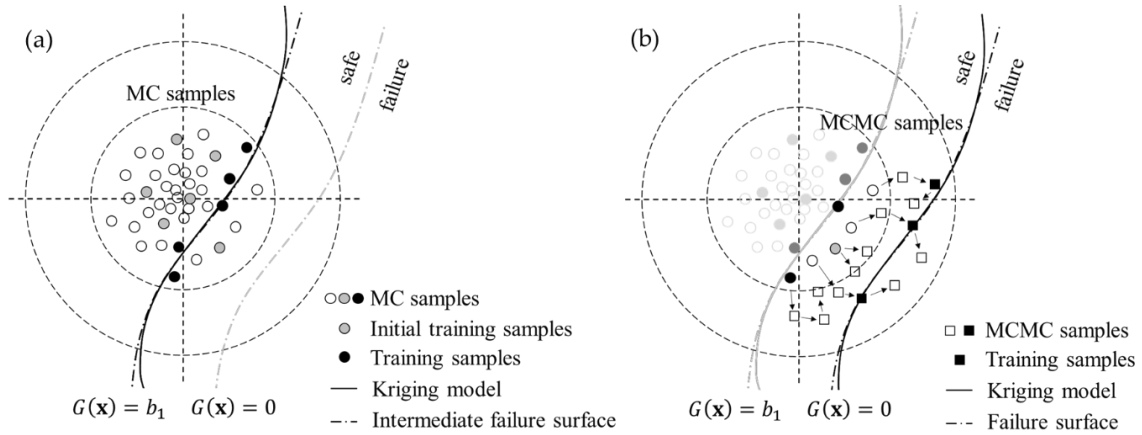 (a)
MC samples
safe
failure
MC samples
Initial training samples
Training samples
Kriging model
Intermediate failure surface
G(𝐱) = b₁
G(𝐱) = 0
(b)
MCMC samples
safe
failure
MCMC samples
Training samples
Kriging model
Failure surface
G(𝐱) = b₁
G(𝐱) = 0